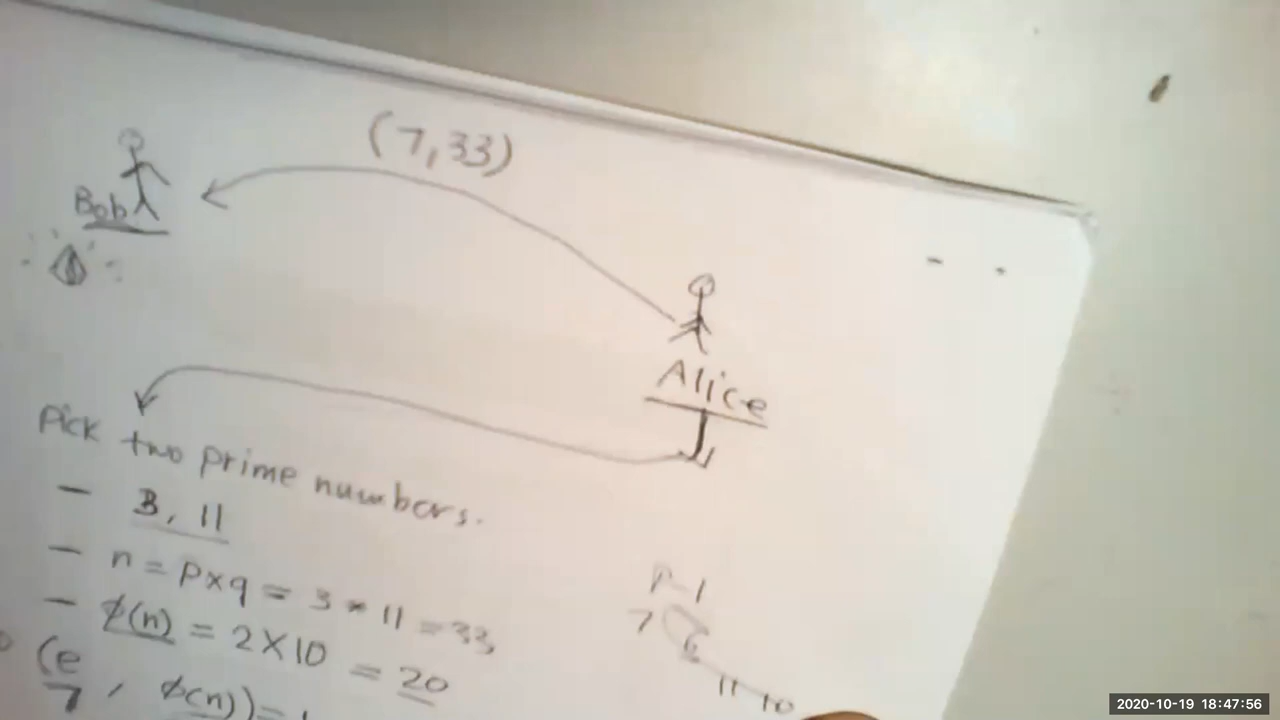 (7,33)
Bob
Alice
Pick two prime numbers.
- 3, 11
- n = p×q = 3 * 11 = 33
- ϕ(n) = 2×10 = 20
(e, ϕ(n)) = 1
7
P-1
7 6
11 10
2020-10-19 18:47:56